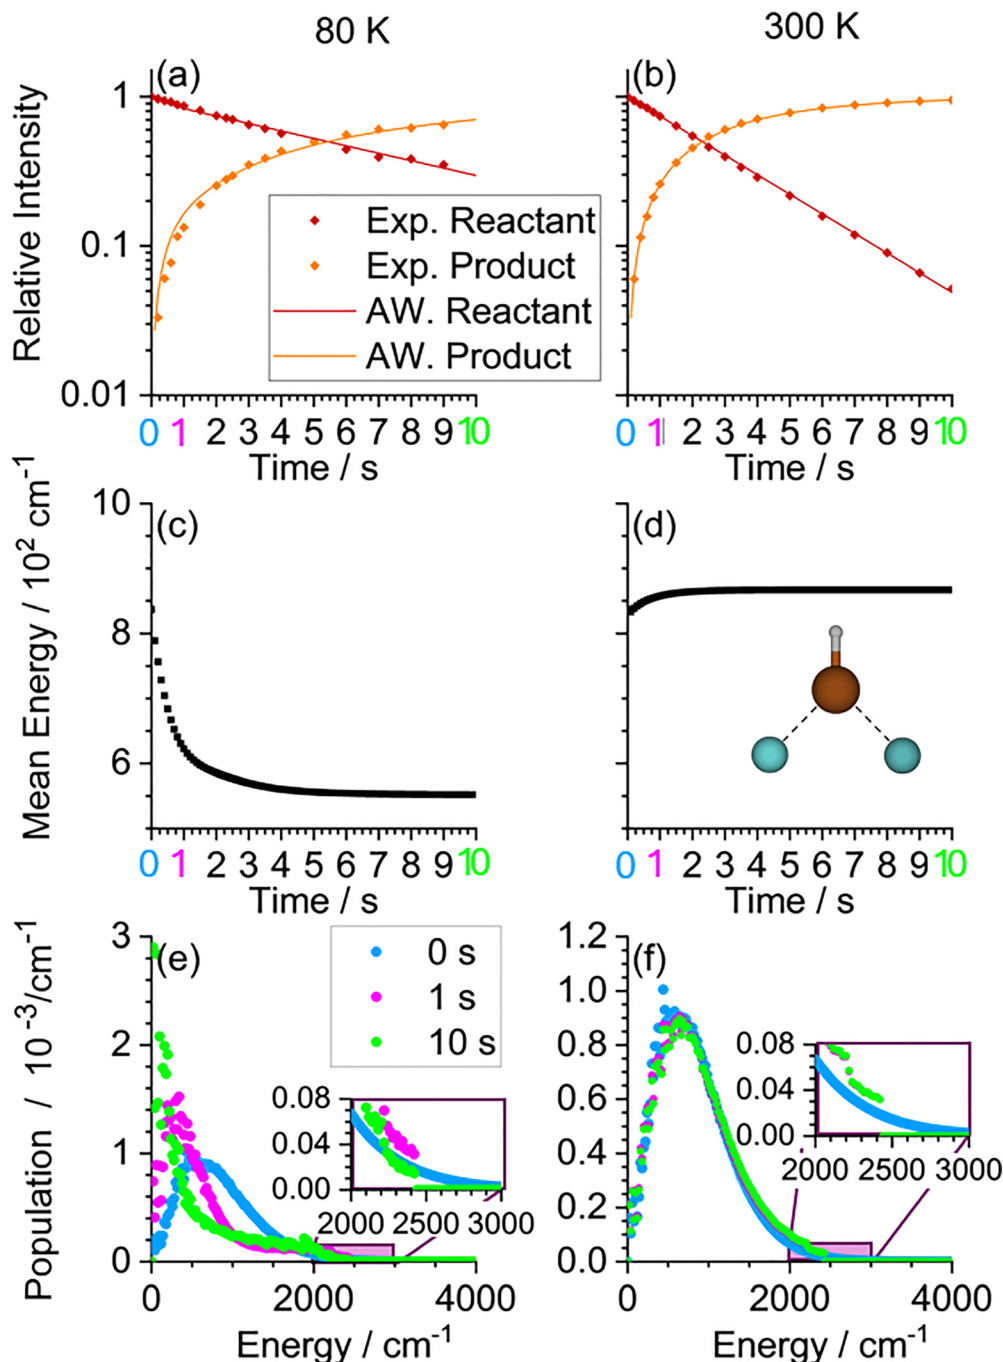 80 K 300 K
(a) (b)
Relative Intensity
1
0.1
0.01
Exp. Reactant
Exp. Product
AW. Reactant
AW. Product
0 1 2 3 4 5 6 7 8 9 10
Time / s
0 1 2 3 4 5 6 7 8 9 10
Time / s
(c) (d)
Mean Energy / 10² cm⁻¹
10
8
6
0 1 2 3 4 5 6 7 8 9 10
Time / s
0 1 2 3 4 5 6 7 8 9 10
Time / s
(e) (f)
Population / 10⁻³/cm⁻¹
3
2
1
0
0 s
1 s
10 s
0.08
0.04
0.00
2000 2500 3000
0 2000 4000
Energy / cm⁻¹
1.2
1.0
0.8
0.6
0.4
0.2
0.0
0.08
0.04
0.00
2000 2500 3000
0 2000 4000
Energy / cm⁻¹